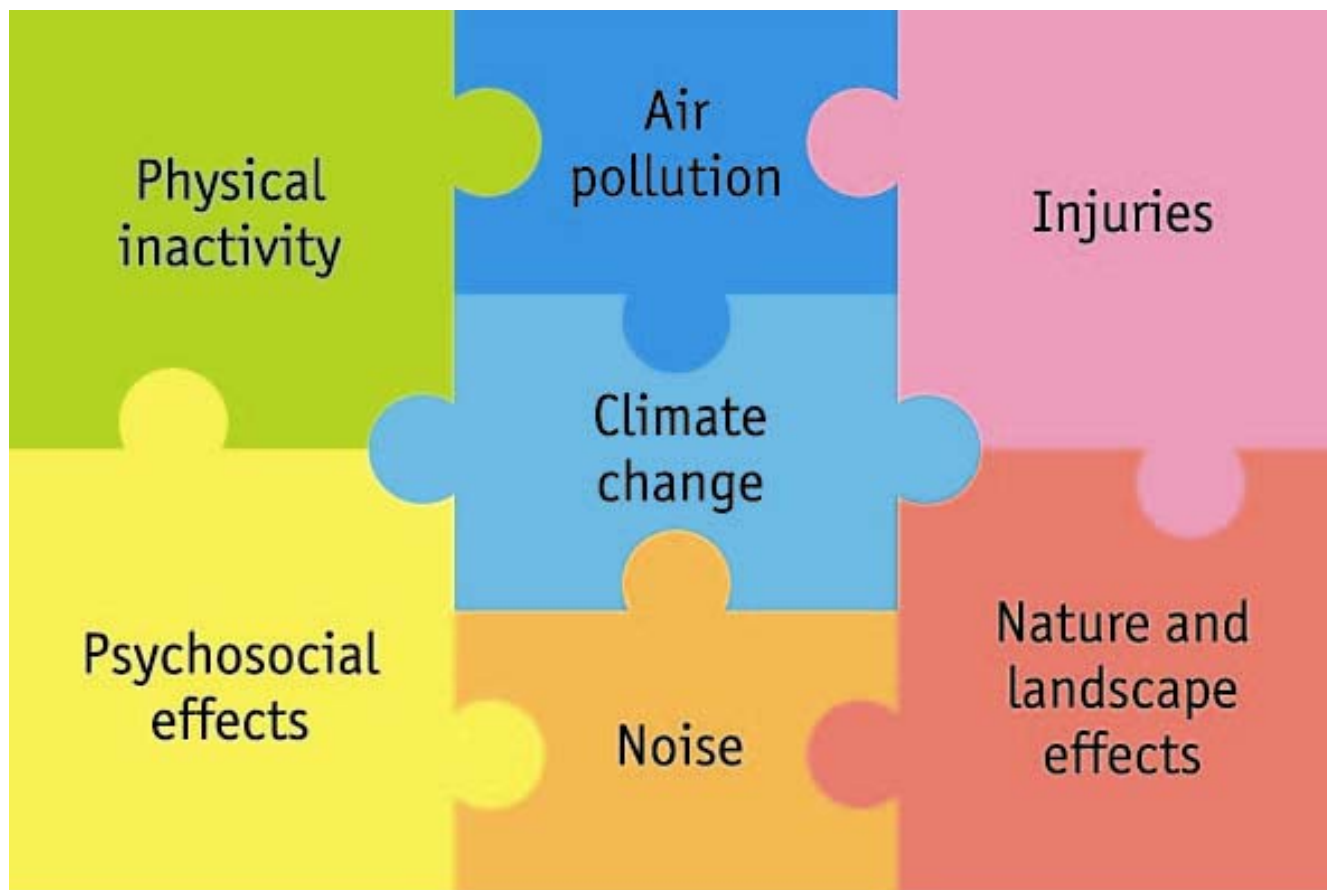 Physical
inactivity
Air
pollution
Injuries
Climate
change
Psychosocial
effects
Noise
Nature and
landscape
effects